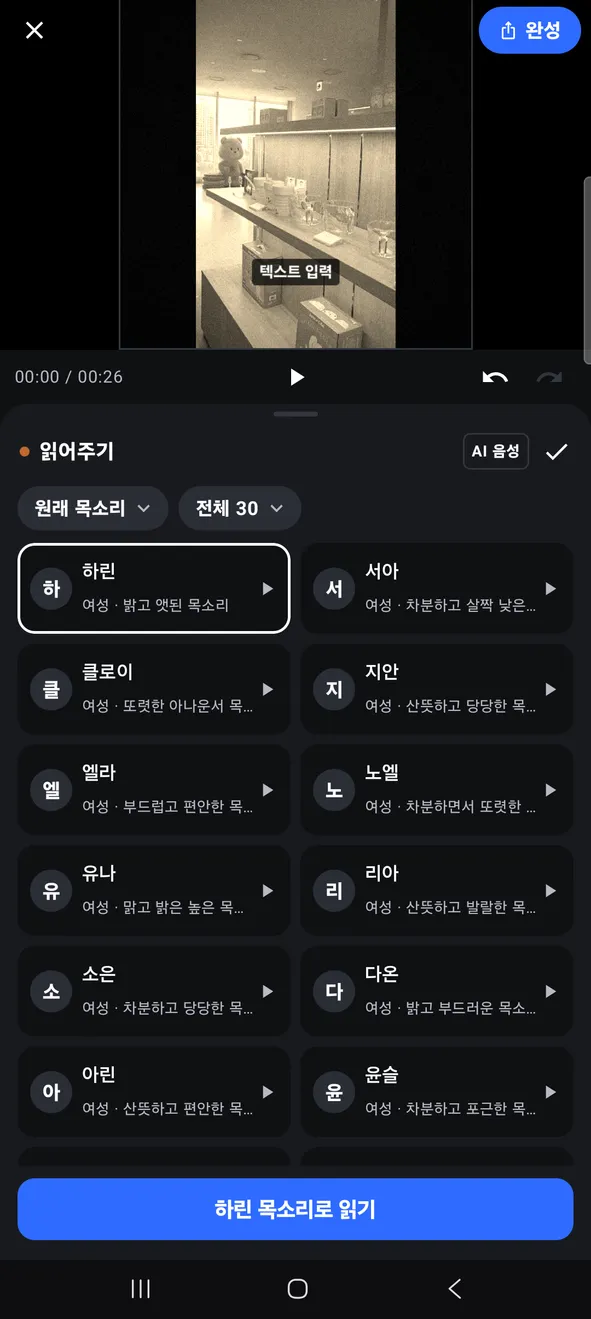 완성
텍스트 입력
00:00 / 00:26
읽어주기
AI 음성
원래 목소리
전체 30
하
하린
여성 · 밝고 앳된 목소리
서
서아
여성 · 차분하고 살짝 낮은...
클
클로이
여성 · 또렷한 아나운서 목...
지
지안
여성 · 산뜻하고 당당한 목...
엘
엘라
여성 · 부드럽고 편안한 목...
노
노엘
여성 · 차분하면서 또렷한 ...
유
유나
여성 · 맑고 밝은 높은 목...
리
리아
여성 · 산뜻하고 발랄한 목...
소
소은
여성 · 차분하고 당당한 목...
다
다온
여성 · 밝고 부드러운 목소...
아
아린
여성 · 산뜻하고 편안한 목...
윤
윤슬
여성 · 차분하고 포근한 목...
하린 목소리로 읽기